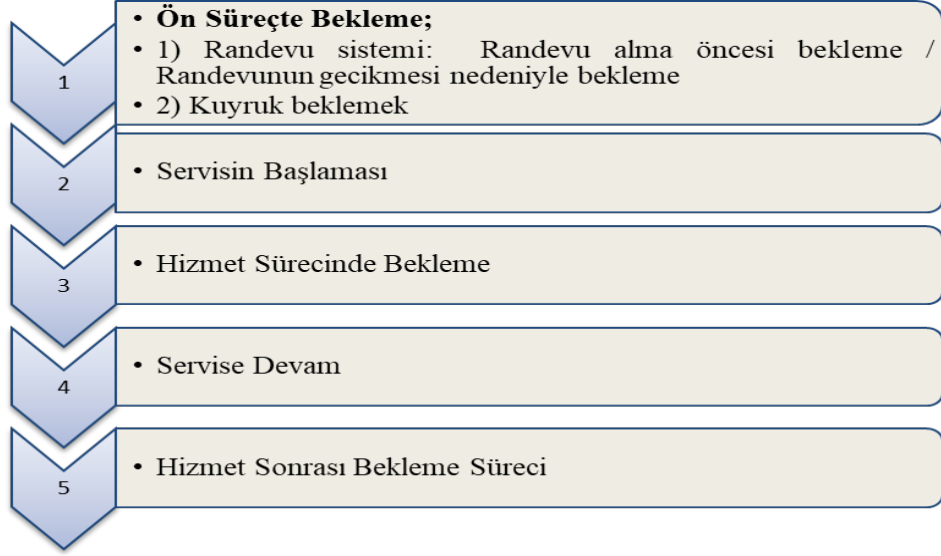 1
• Ön Süreçte Bekleme;
• 1) Randevu sistemi: Randevu alma öncesi bekleme /
Randevunun gecikmesi nedeniyle bekleme
• 2) Kuyruk beklemek
2
• Servisin Başlaması
3
• Hizmet Sürecinde Bekleme
4
• Servise Devam
5
• Hizmet Sonrası Bekleme Süreci